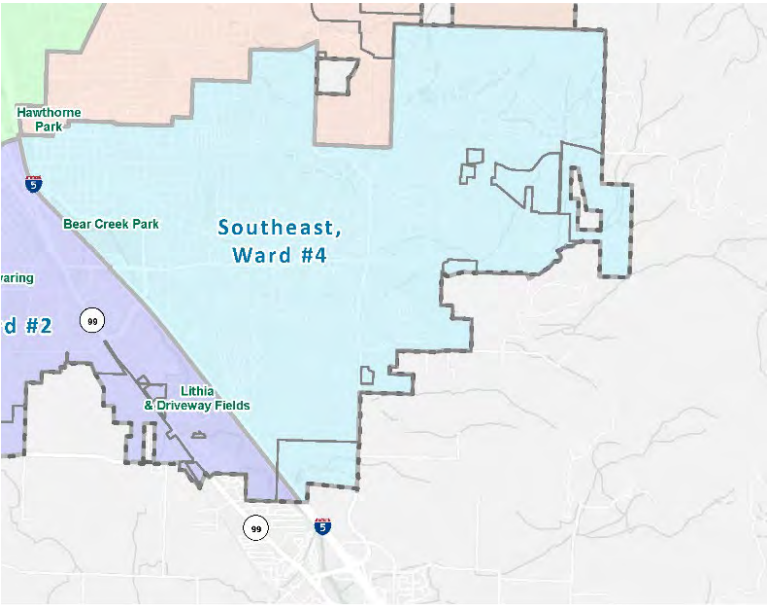 Hawthorne
Park
5
Bear Creek Park
Southeast,
Ward #4
varing
99
d #2
Lithia
& Driveway Fields
99
5